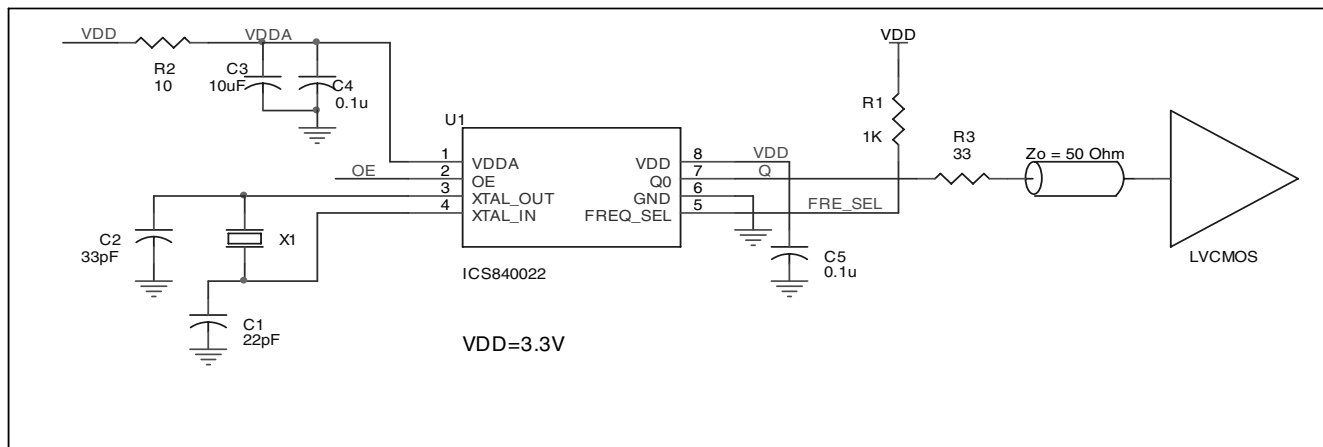 VDD
VDDA
VDD
R2
10
C3
10uF
C4
0.1u
R1
1K
U1
R3
33
Zo = 50 Ohm
1
VDDA
VDD
8
VDD
OE
2
OE
Q0
7
Q
3
XTAL_OUT
GND
6
4
XTAL_IN
FREQ_SEL
5
FRE_SEL
C2
33pF
X1
C5
0.1u
LVCMOS
ICS840022
C1
22pF
VDD=3.3V